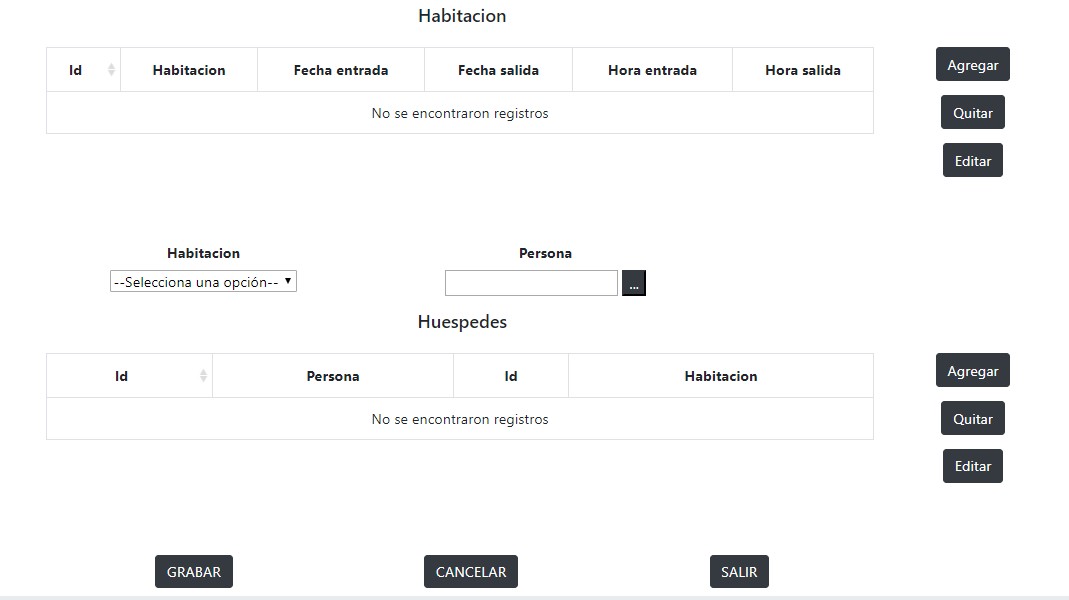 Habitacion
Id Habitacion Fecha entrada Fecha salida Hora entrada Hora salida Agregar
No se encontraron registros Quitar
Editar
Habitacion Persona
--Selecciona una opción-- ...
Huespedes
Id Persona Id Habitacion Agregar
No se encontraron registros Quitar
Editar
GRABAR CANCELAR SALIR